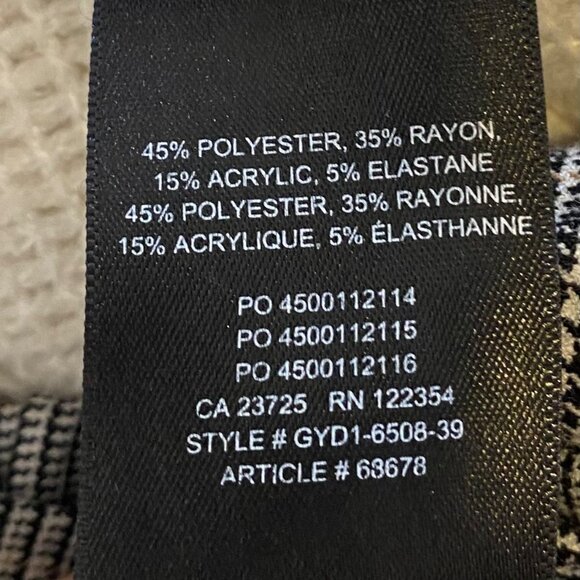 45% POLYESTER, 35% RAYON,
15% ACRYLIC, 5% ELASTANE
45% POLYESTER, 35% RAYONNE,
15% ACRYLIQUE, 5% ÉLASTHANNE
PO 4500112114
PO 4500112115
PO 4500112116
CA 23725 RN 122354
STYLE # GYD1-6508-39
ARTICLE # 68678